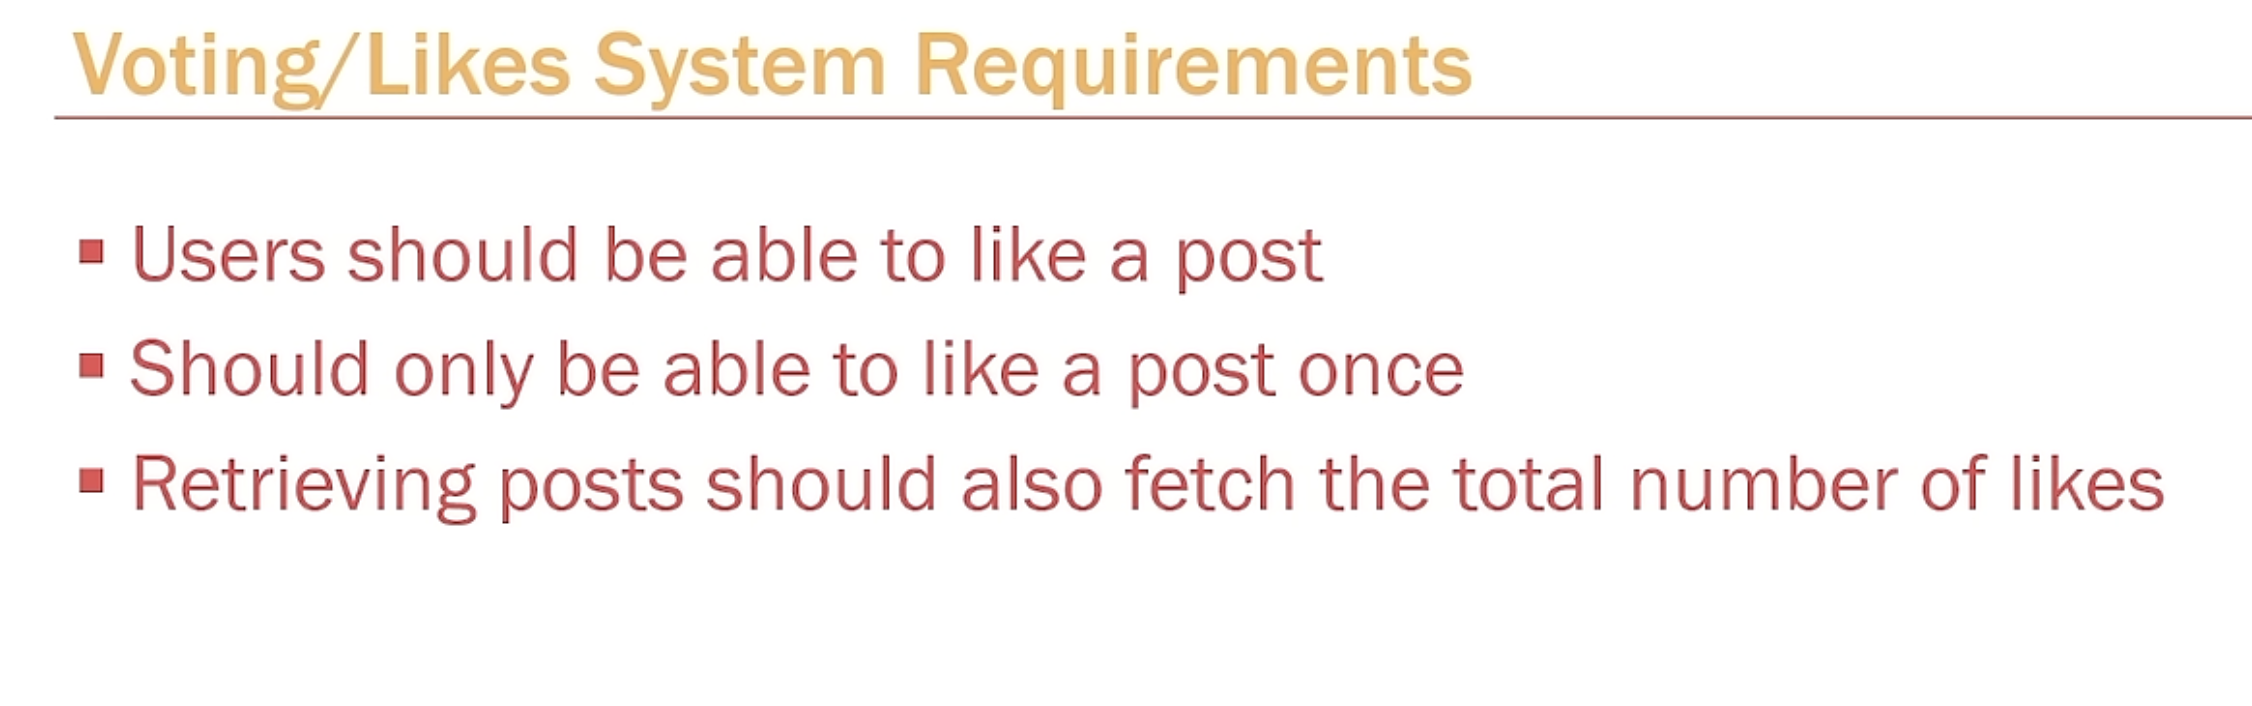 Voting/Likes System Requirements
Users should be able to like a post
Should only be able to like a post once
Retrieving posts should also fetch the total number of likes